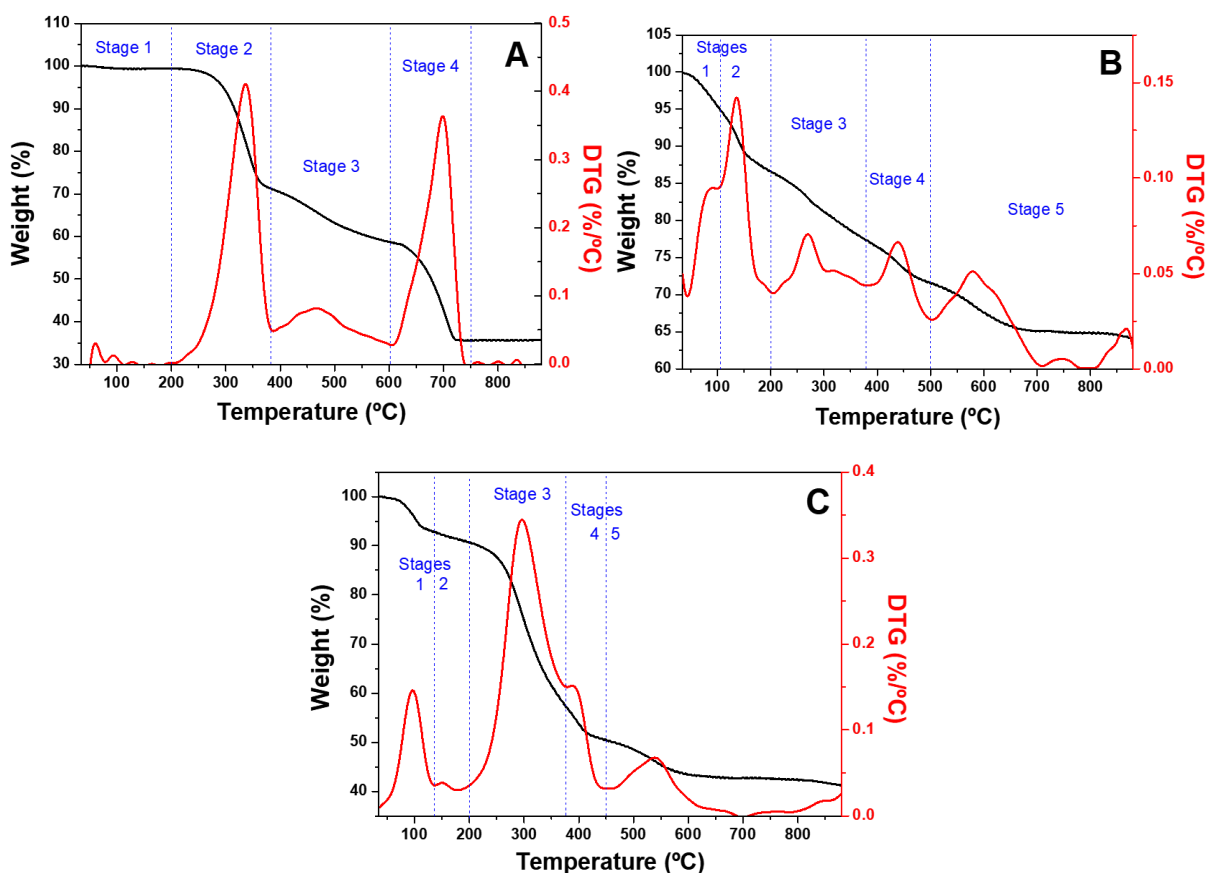 A
Stage 1
Stage 2
Stage 3
Stage 4
110
100
90
80
70
60
50
40
30
Weight (%)
0.5
0.4
0.3
0.2
0.1
0.0
DTG (%/ºC)
100 200 300 400 500 600 700 800
Temperature (ºC)
B
Stages
1 2
Stage 3
Stage 4
Stage 5
105
100
95
90
85
80
75
70
65
60
Weight (%)
0.15
0.10
0.05
0.00
DTG (%/ºC)
100 200 300 400 500 600 700 800
Temperature (ºC)
C
Stages
1 2
Stage 3
Stages
4 5
100
90
80
70
60
50
40
Weight (%)
0.4
0.3
0.2
0.1
0.0
DTG (%/ºC)
100 200 300 400 500 600 700 800
Temperature (ºC)